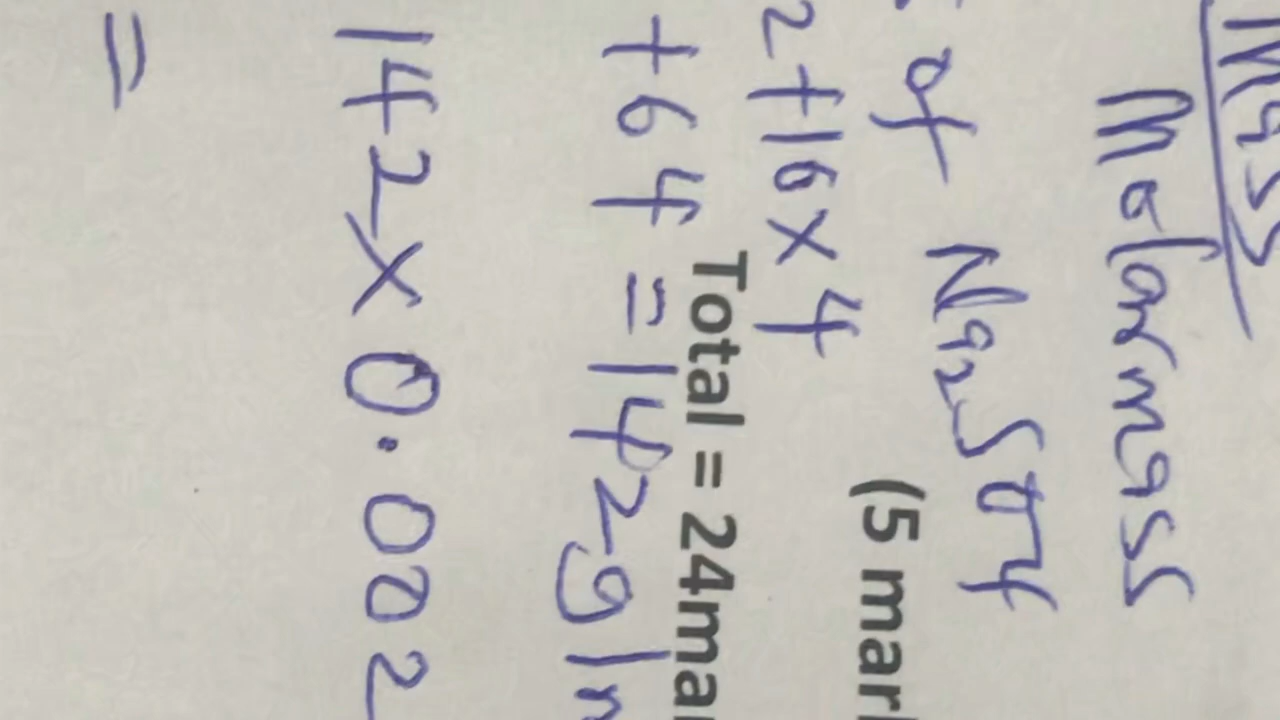 Mass
Molar mass
: of Na2SO4
(5 mar
2+16×4
Total = 24ma
+64 = 142g/
142×0.002
=